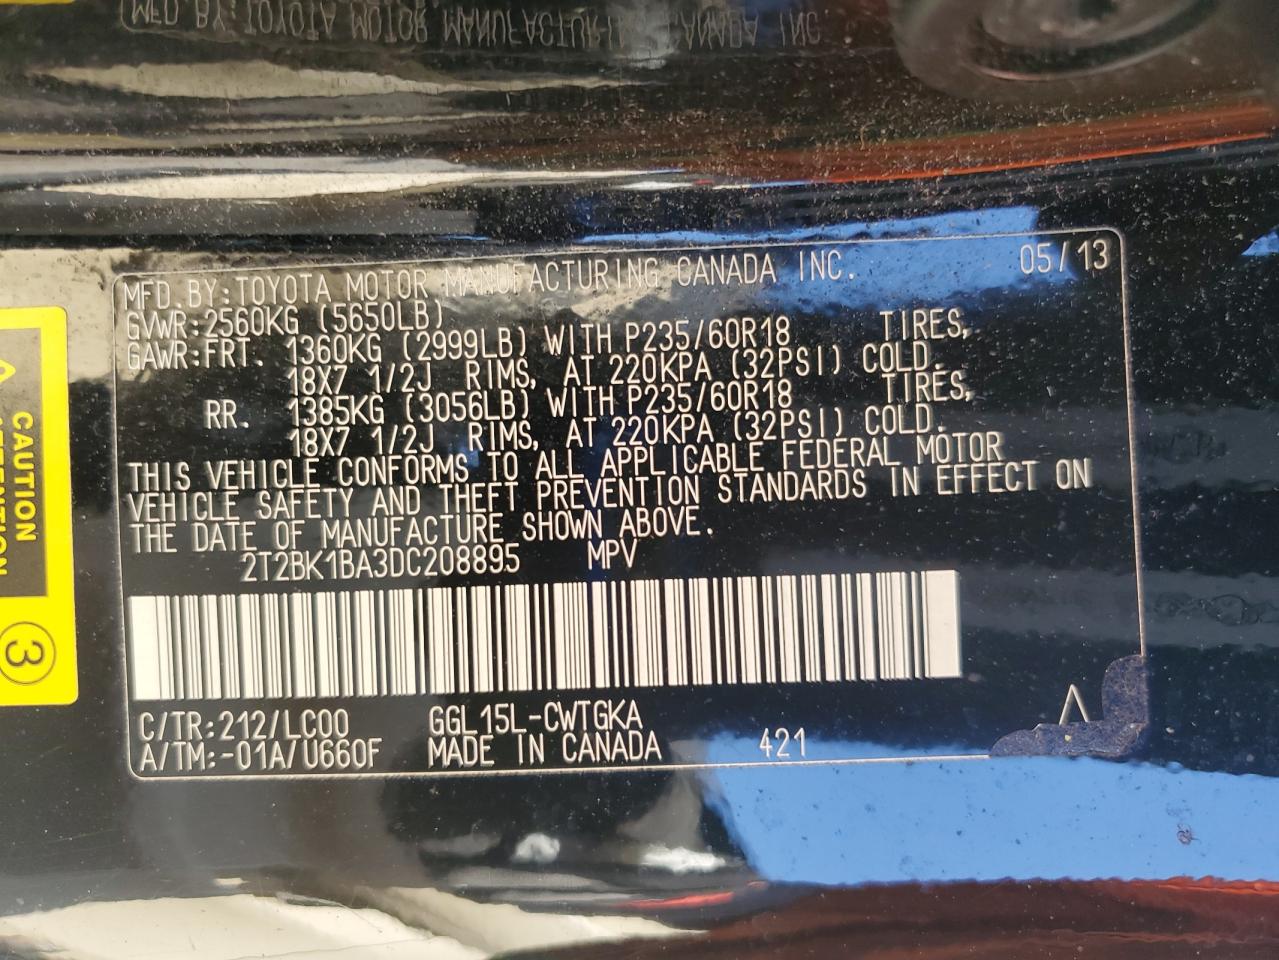 MFD. BY: TOYOTA MOTOR MANUFACTURING CANADA INC. 05/13
GVWR: 2560KG (5650LB)
GAWR: FRT. 1360KG (2999LB) WITH P235/60R18 TIRES,
18X7 1/2J RIMS, AT 220KPA (32PSI) COLD.
RR. 1385KG (3056LB) WITH P235/60R18 TIRES,
18X7 1/2J RIMS, AT 220KPA (32PSI) COLD.
THIS VEHICLE CONFORMS TO ALL APPLICABLE FEDERAL MOTOR
VEHICLE SAFETY AND THEFT PREVENTION STANDARDS IN EFFECT ON
THE DATE OF MANUFACTURE SHOWN ABOVE.
2T2BK1BA3DC208895 MPV
C/TR: 212/LC00 GGL15L-CWTGKA
A/TM: -01A/U660F MADE IN CANADA 421
CAUTION
3